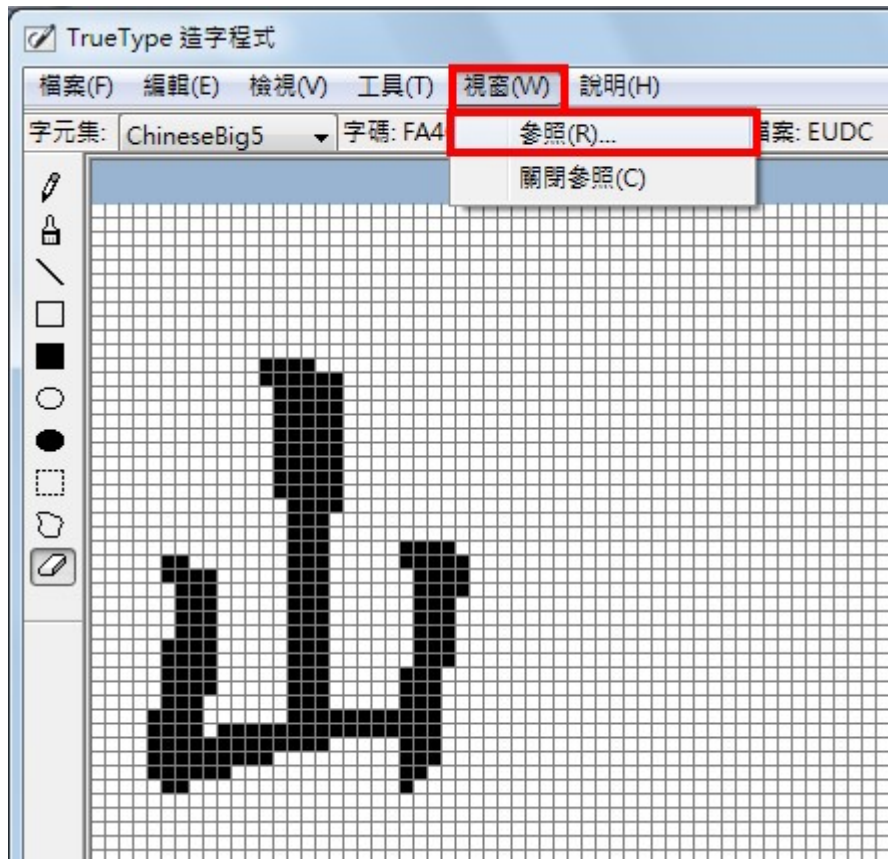 TrueType 造字程式
檔案(F) 編輯(E) 檢視(V) 工具(T) 視窗(W) 說明(H)
字元集: ChineseBig5 字碼: FA4 檔案: EUDC
參照(R)...
關閉參照(C)
山